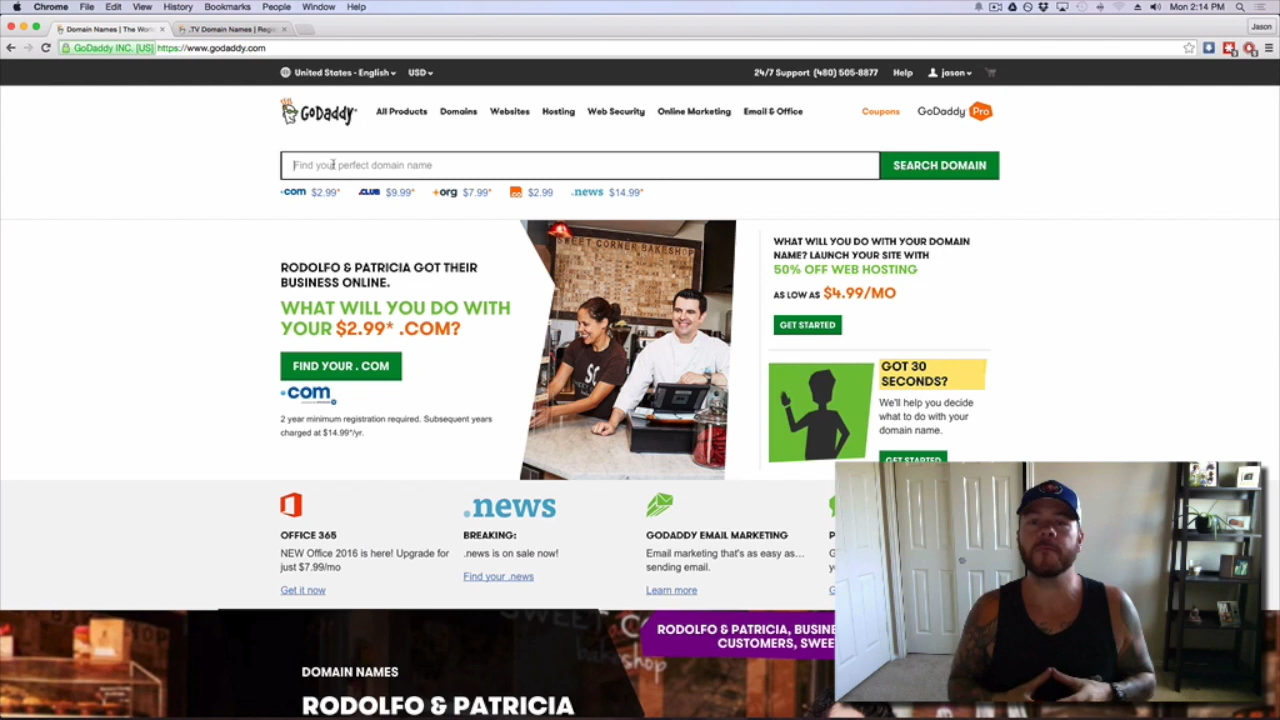 Chrome File Edit View History Bookmarks People Window Help Mon 2:14 PM
Domain Names | The Worl × .TV Domain Names | Regis × Jason
GoDaddy INC. [US] https://www.godaddy.com
United States - English USD 24/7 Support (480) 505-8877 Help jason
GoDaddy All Products Domains Websites Hosting Web Security Online Marketing Email & Office Coupons GoDaddy Pro
Find your perfect domain name SEARCH DOMAIN
.com $2.99* .CLUB $9.99* .org $7.99* $2.99 .news $14.99*
SWEET CORNER BAKESHOP
RODOLFO & PATRICIA GOT THEIR
BUSINESS ONLINE.
WHAT WILL YOU DO WITH
YOUR $2.99* .COM?
FIND YOUR . COM
.com
2 year minimum registration required. Subsequent years
charged at $14.99*/yr.
WHAT WILL YOU DO WITH YOUR DOMAIN
NAME? LAUNCH YOUR SITE WITH
50% OFF WEB HOSTING
AS LOW AS $4.99/MO
GET STARTED
GOT 30
SECONDS?
We'll help you decide
what to do with your
domain name.
GET STARTED
OFFICE 365
NEW Office 2016 is here! Upgrade for
just $7.99/mo
Get it now
.news
BREAKING:
.news is on sale now!
Find your .news
GODADDY EMAIL MARKETING
Email marketing that's as easy as…
sending email.
Learn more
SWEET
bakeshop
RODOLFO & PATRICIA, BUSINE
CUSTOMERS, SWEE
DOMAIN NAMES
RODOLFO & PATRICIA